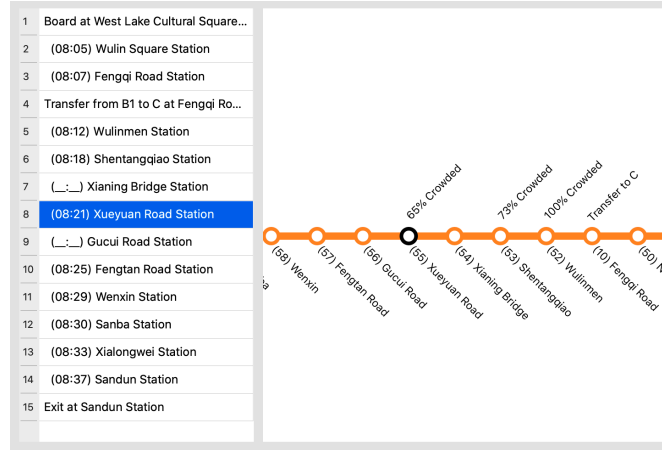 1 Board at West Lake Cultural Square...
2 (08:05) Wulin Square Station
3 (08:07) Fengqi Road Station
4 Transfer from B1 to C at Fengqi Ro...
5 (08:12) Wulinmen Station
6 (08:18) Shentangqiao Station
7 (__:__) Xianing Bridge Station
8 (08:21) Xueyuan Road Station
9 (__:__) Gucui Road Station
10 (08:25) Fengtan Road Station
11 (08:29) Wenxin Station
12 (08:30) Sanba Station
13 (08:33) Xialongwei Station
14 (08:37) Sandun Station
15 Exit at Sandun Station
65% Crowded
73% Crowded
100% Crowded
Transfer to C
(58) Wenxin
(57) Fengtan Road
(56) Gucui Road
(55) Xueyuan Road
(54) Xianing Bridge
(53) Shentangqiao
(52) Wulinmen
(10) Fengqi Road
(50)